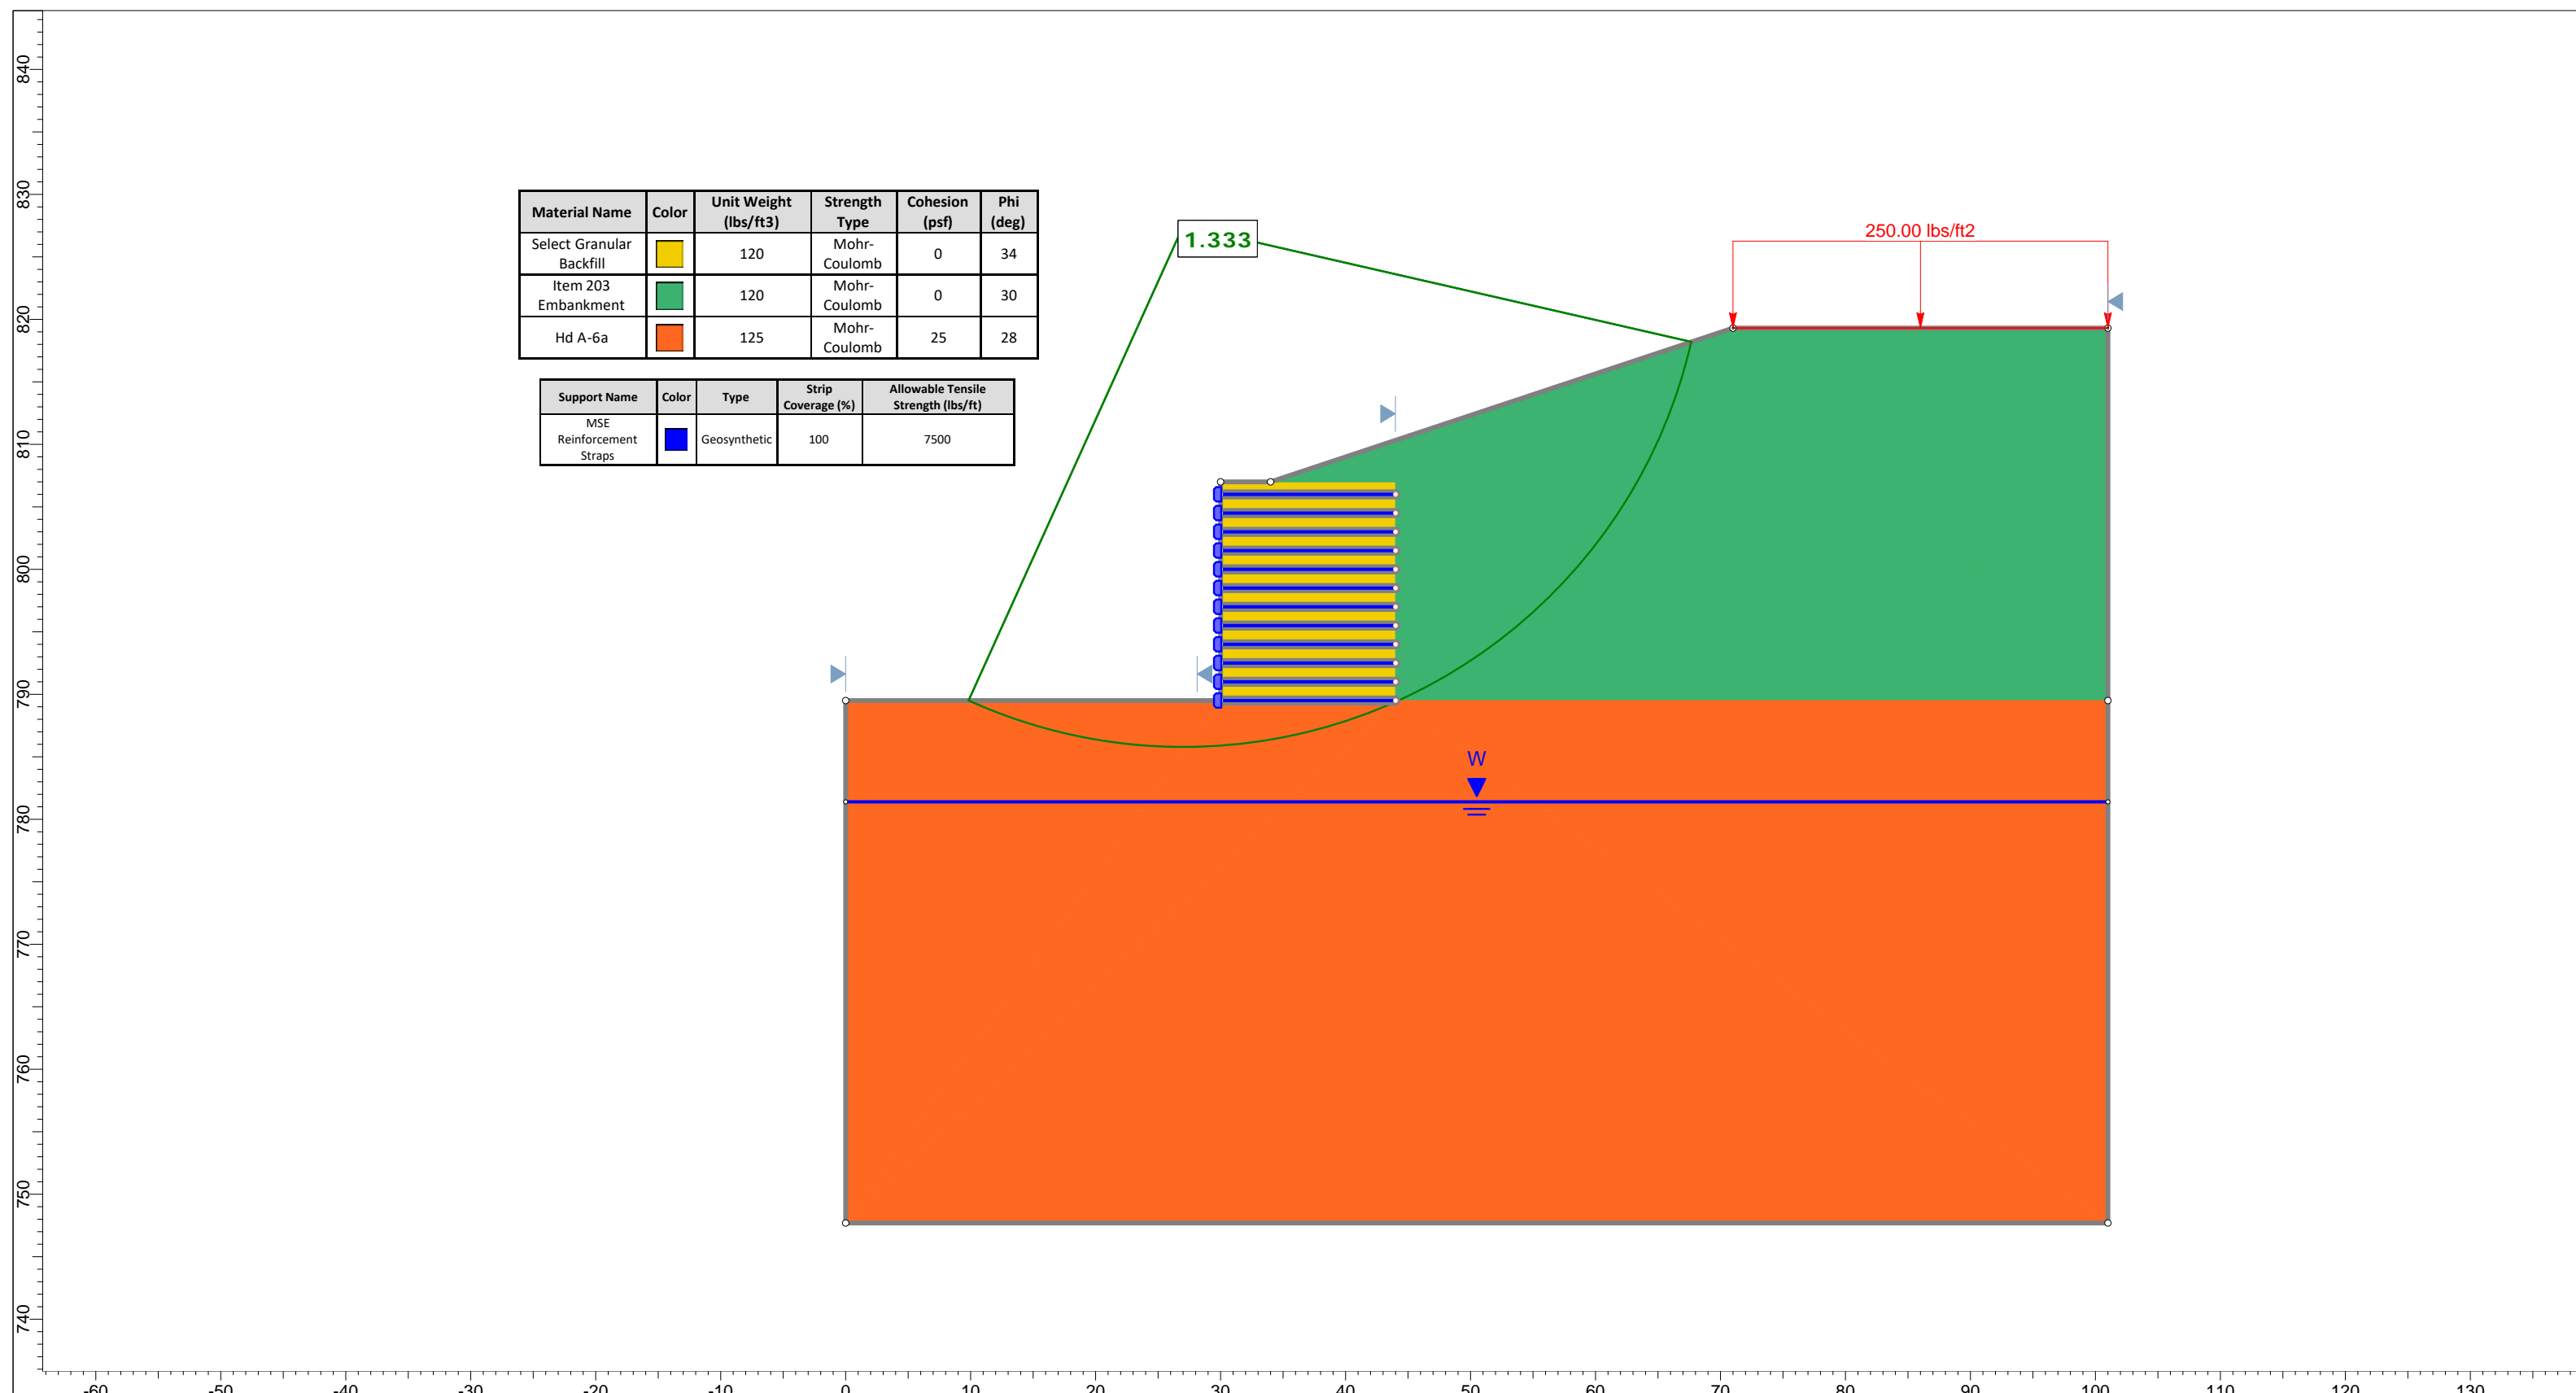 840
830
820
810
800
790
780
770
760
750
740
Material Name Color Unit Weight (lbs/ft3) Strength Type Cohesion (psf) Phi (deg)
Select Granular Backfill 120 Mohr-Coulomb 0 34
Item 203 Embankment 120 Mohr-Coulomb 0 30
Hd A-6a 125 Mohr-Coulomb 25 28
Support Name Color Type Strip Coverage (%) Allowable Tensile Strength (lbs/ft)
MSE Reinforcement Straps Geosynthetic 100 7500
1.333
250.00 lbs/ft2
W
-60 -50 -40 -30 -20 -10 0 10 20 30 40 50 60 70 80 90 100 110 120 130